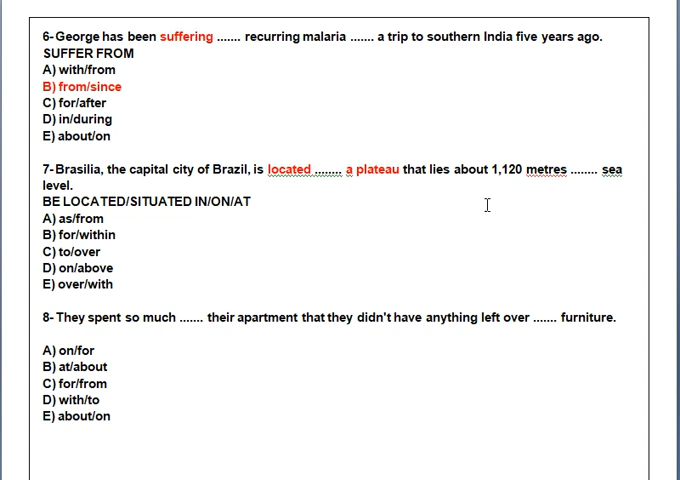 6- George has been suffering ....... recurring malaria ....... a trip to southern India five years ago.
SUFFER FROM
A) with/from
B) from/since
C) for/after
D) in/during
E) about/on
7- Brasilia, the capital city of Brazil, is located ........ a plateau that lies about 1,120 metres ........ sea
level.
BE LOCATED/SITUATED IN/ON/AT
A) as/from
B) for/within
C) to/over
D) on/above
E) over/with
8- They spent so much ....... their apartment that they didn't have anything left over ....... furniture.
A) on/for
B) at/about
C) for/from
D) with/to
E) about/on